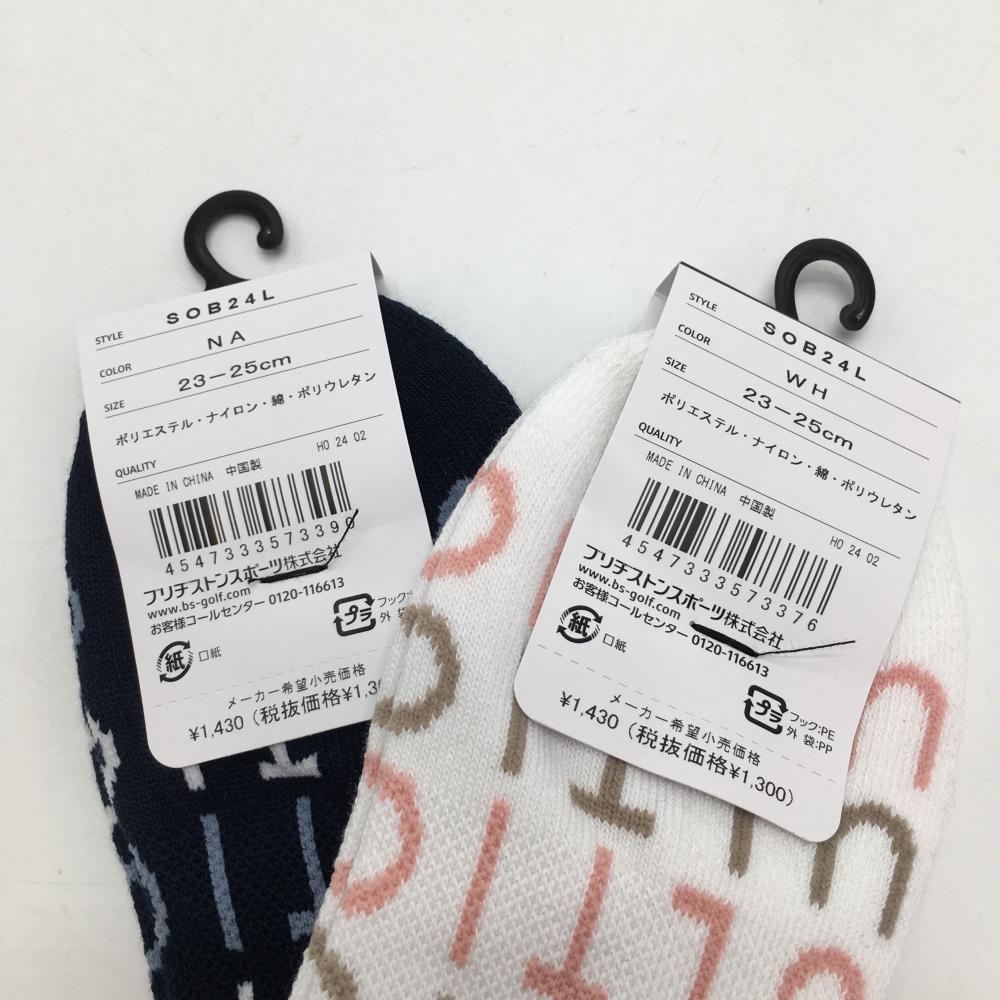 STYLE SOB24L
COLOR NA
SIZE 23-25cm
ポリエステル・ナイロン・綿・ポリウレタン
QUALITY
HO 24 02
MADE IN CHINA 中国製
4547333573390
ブリヂストンスポーツ株式会社
www.bs-golf.com
お客様コールセンター 0120-116613
プラ
フック:
外 袋
紙 口紙
メーカー希望小売価格
¥1,430 (税抜価格¥1,3
STYLE SOB24L
COLOR WH
SIZE 23-25cm
ポリエステル・ナイロン・綿・ポリウレタン
QUALITY
MADE IN CHINA 中国製
HO 24 02
4547333573376
ブリヂストンスポーツ株式会社
www.bs-golf.com
お客様コールセンター 0120-116613
紙 口紙
プラ
フック:PE
外 袋:PP
メーカー希望小売価格
¥1,430 (税抜価格¥1,300)